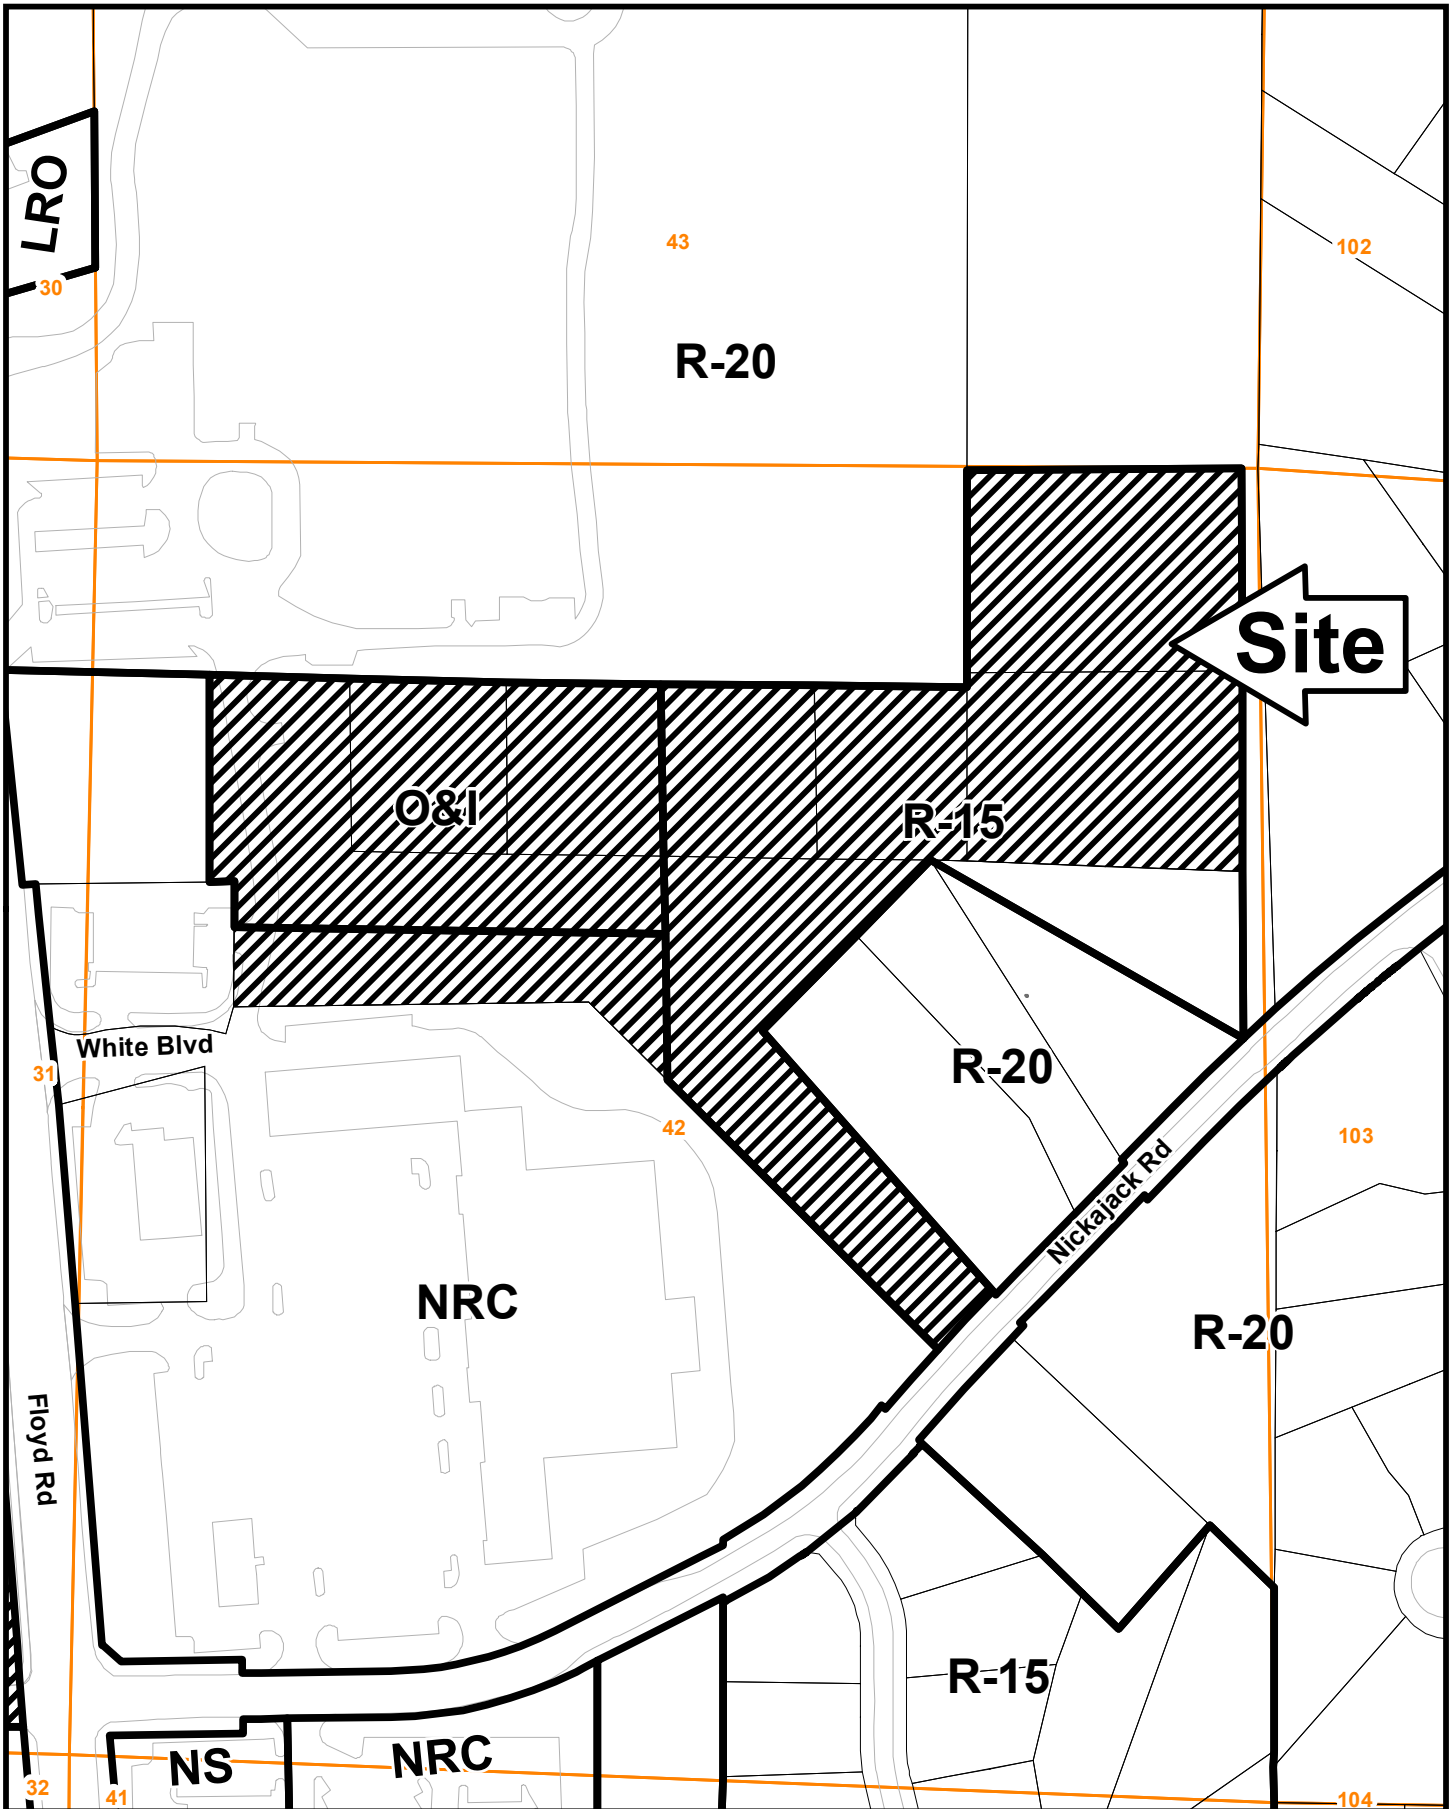 LRO
30
43
102
R-20
Site
O&I
R-15
White Blvd
31
R-20
42
103
Nickajack Rd
NRC
R-20
Floyd Rd
R-15
NS
NRC
32
41
104